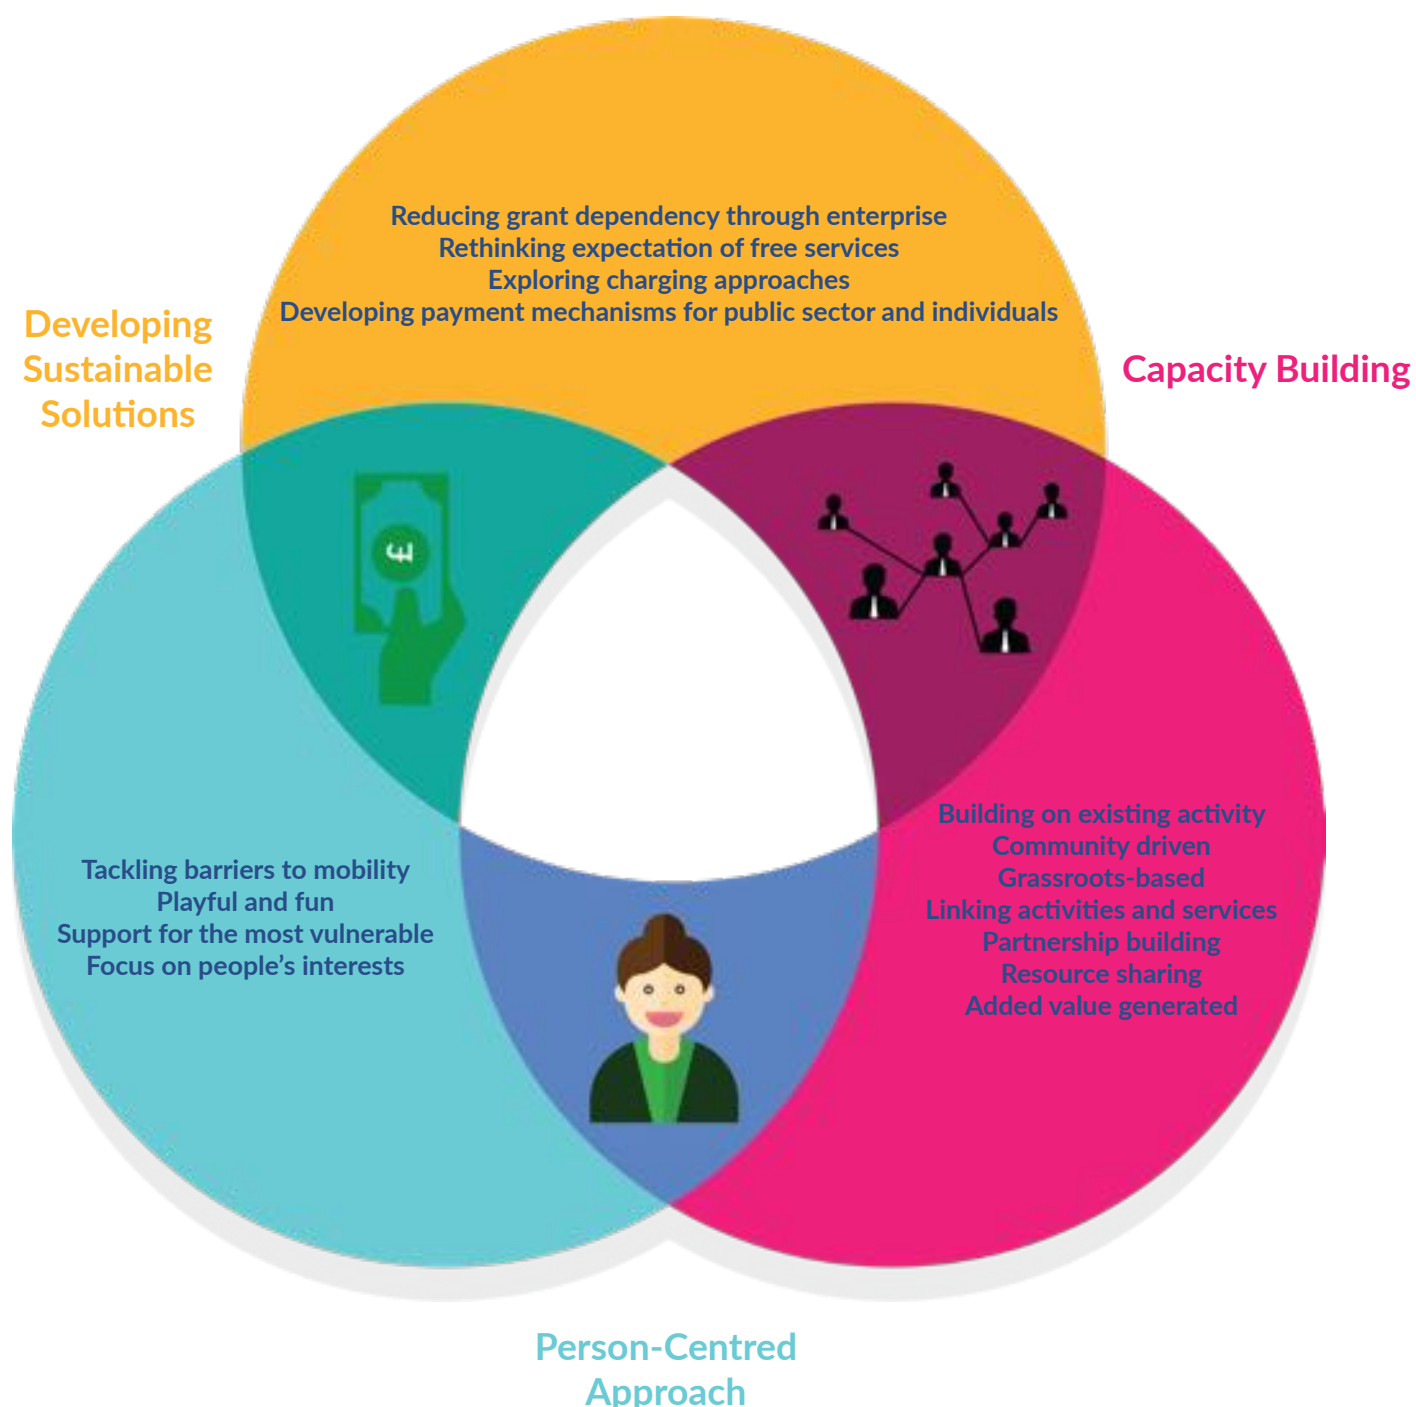 Reducing grant dependency through enterprise
Rethinking expectation of free services
Exploring charging approaches
Developing payment mechanisms for public sector and individuals
Developing
Sustainable
Solutions
Capacity Building
£
Tackling barriers to mobility
Playful and fun
Support for the most vulnerable
Focus on people’s interests
Building on existing activity
Community driven
Grassroots-based
Linking activities and services
Partnership building
Resource sharing
Added value generated
Person-Centred
Approach